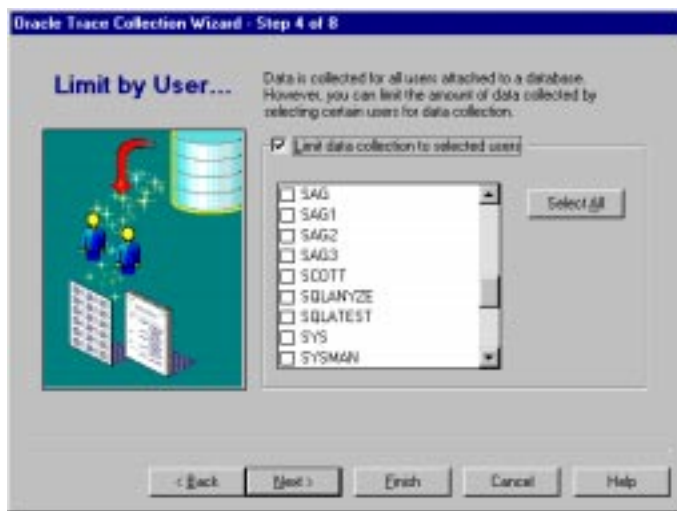 Oracle Trace Collection Wizard - Step 4 of 8
Limit by User...
Data is collected for all users attached to a database.
However, you can limit the amount of data collected by
selecting certain users for data collection.
Limit data collection to selected users
SAG
SAG1
SAG2
SAG3
SCOTT
SQLANYZE
SQLATEST
SYS
SYSMAN
Select All
< Back
Next >
Finish
Cancel
Help